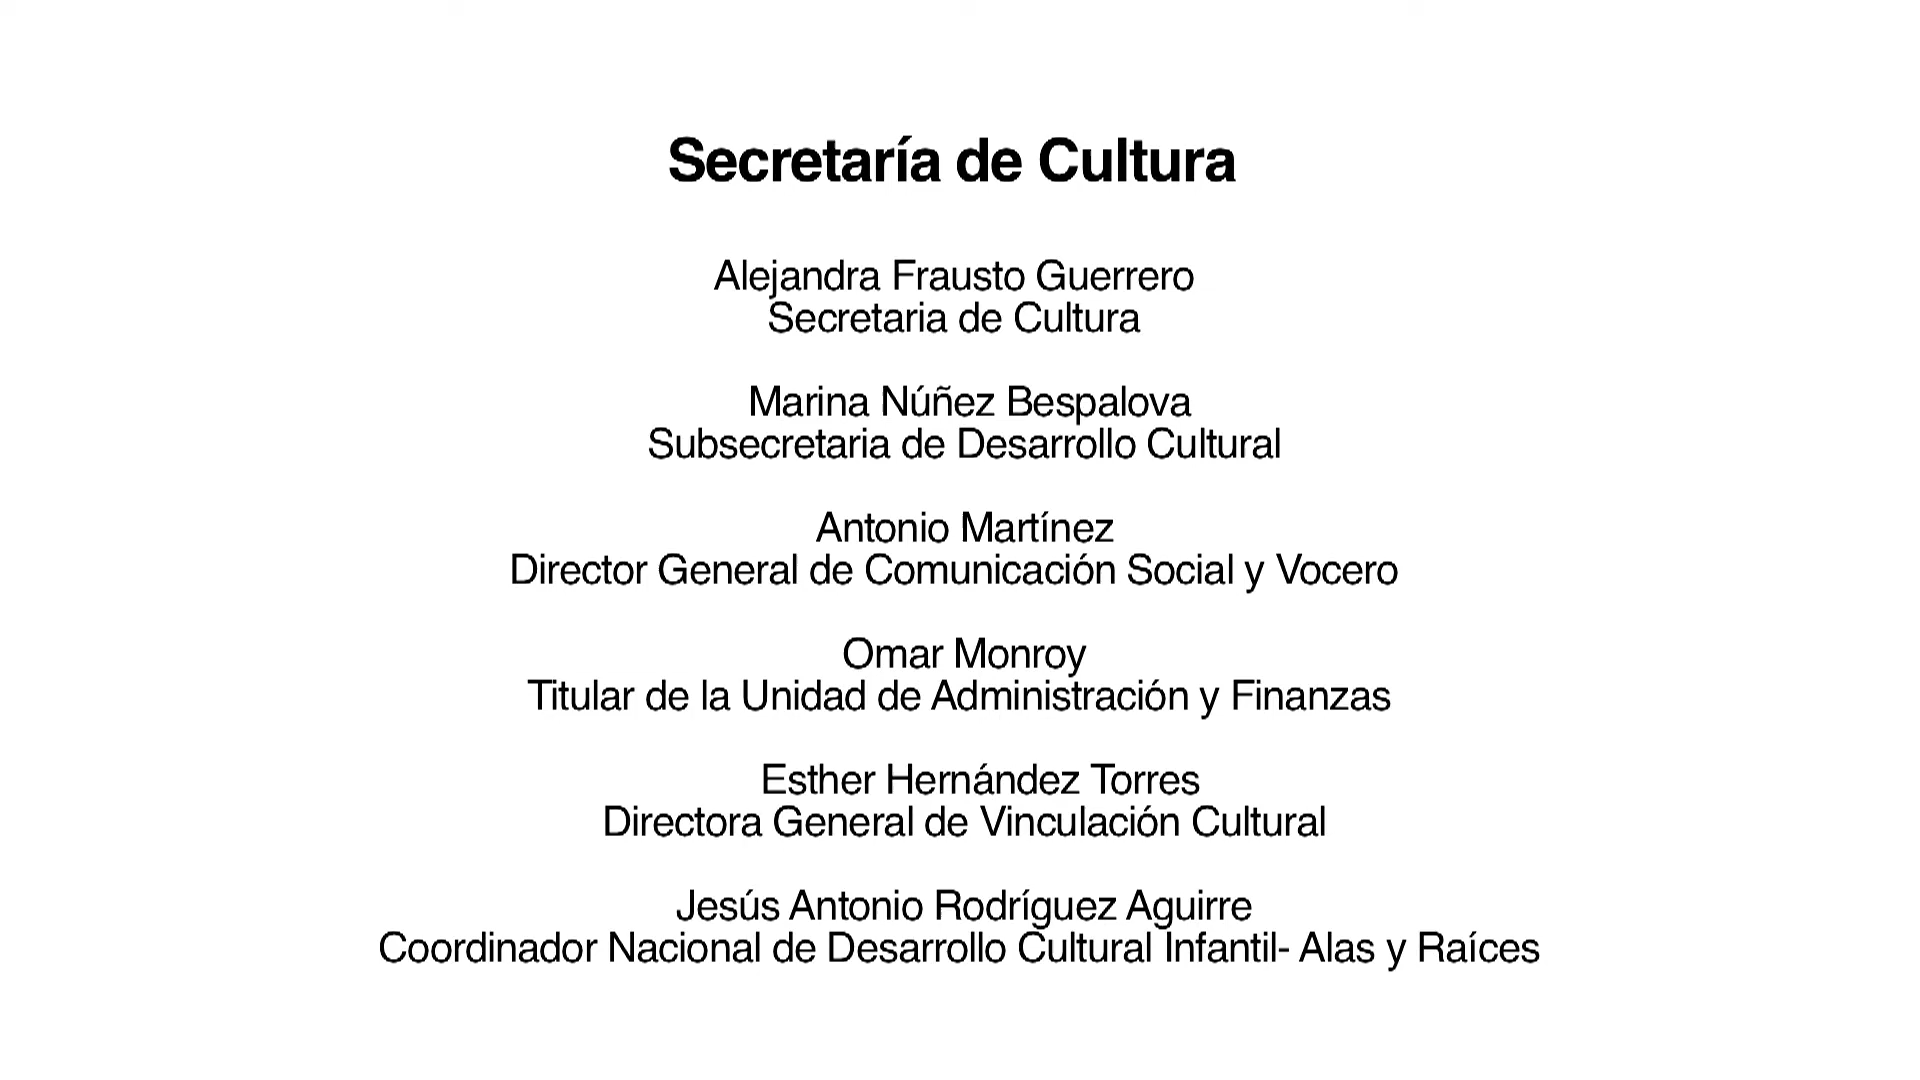 Secretaría de Cultura
Alejandra Frausto Guerrero
Secretaria de Cultura
Marina Núñez Bespalova
Subsecretaria de Desarrollo Cultural
Antonio Martínez
Director General de Comunicación Social y Vocero
Omar Monroy
Titular de la Unidad de Administración y Finanzas
Esther Hernández Torres
Directora General de Vinculación Cultural
Jesús Antonio Rodríguez Aguirre
Coordinador Nacional de Desarrollo Cultural Infantil- Alas y Raíces